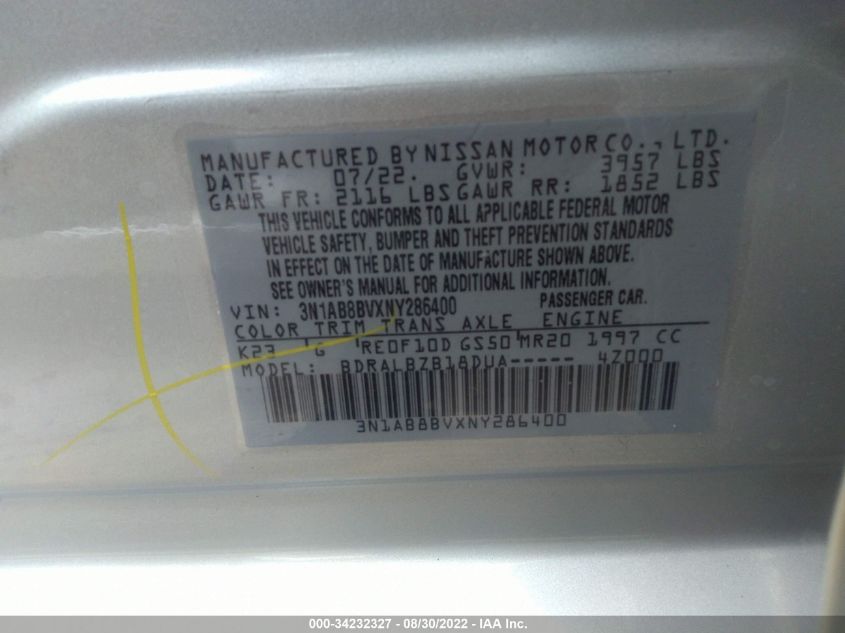 MANUFACTURED BY NISSAN MOTOR CO., LTD.
DATE: 07/22. GVWR: 3957 LBS
GAWR FR: 2116 LBS GAWR RR: 1852 LBS
THIS VEHICLE CONFORMS TO ALL APPLICABLE FEDERAL MOTOR
VEHICLE SAFETY, BUMPER AND THEFT PREVENTION STANDARDS
IN EFFECT ON THE DATE OF MANUFACTURE SHOWN ABOVE.
SEE OWNER'S MANUAL FOR ADDITIONAL INFORMATION.
VIN: 3N1AB8BVXNY286400 PASSENGER CAR.
COLOR TRIM TRANS AXLE ENGINE
K23 G RE0F10D GS50 MR20 1997 CC
MODEL: BDRALBZB18DUA----- 4Z000
3N1AB8BVXNY286400
000-34232327 - 08/30/2022 - IAA Inc.